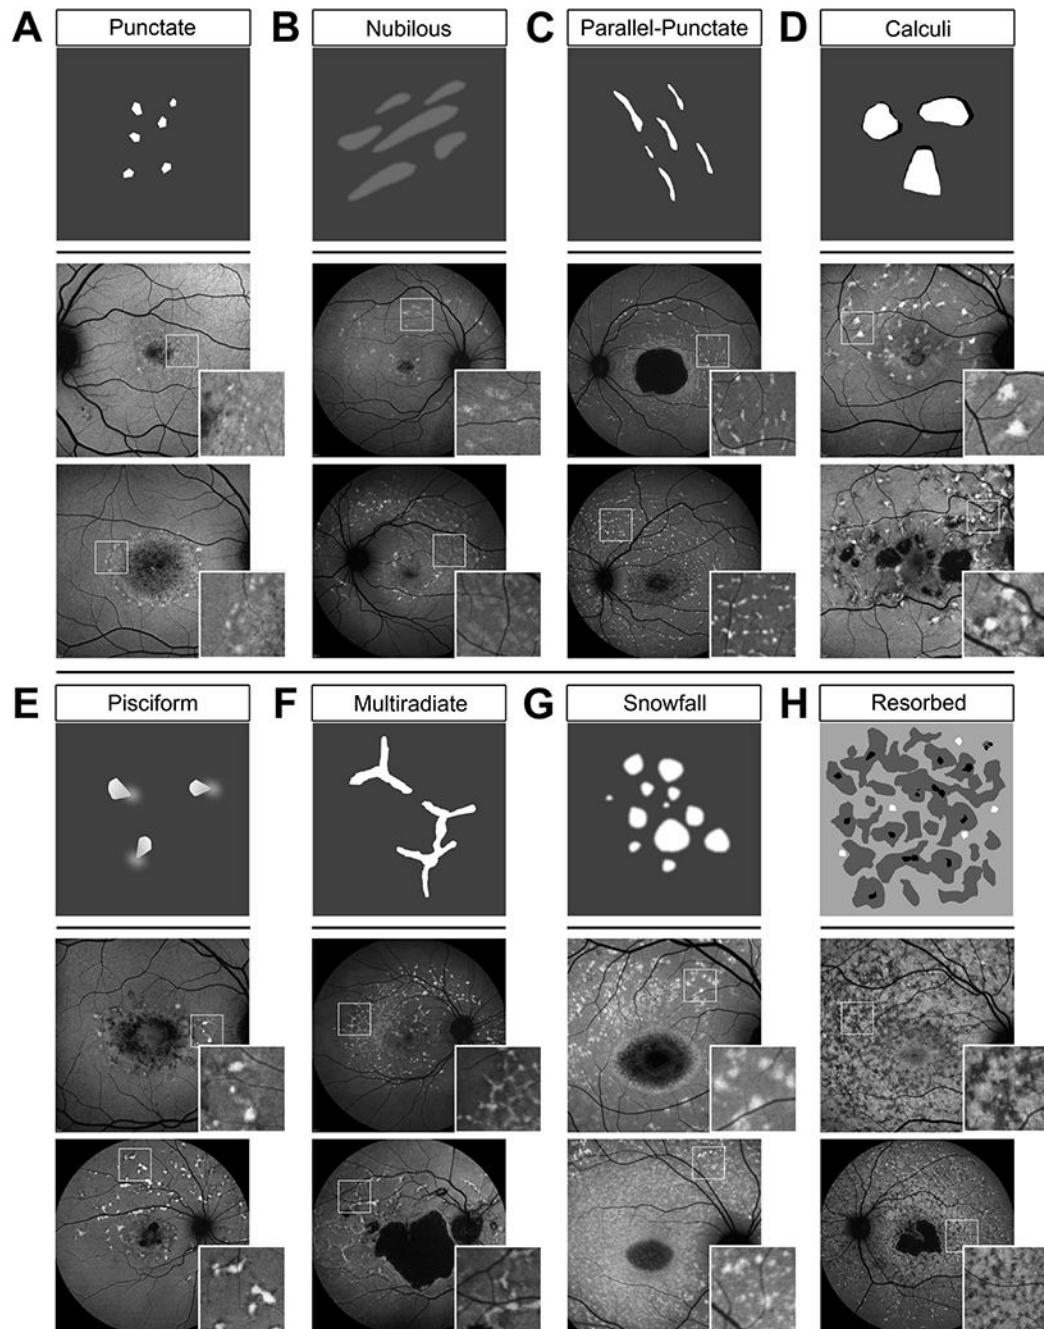 A Punctate
B Nubilous
C Parallel-Punctate
D Calculi
E Pisciform
F Multiradiate
G Snowfall
H Resorbed